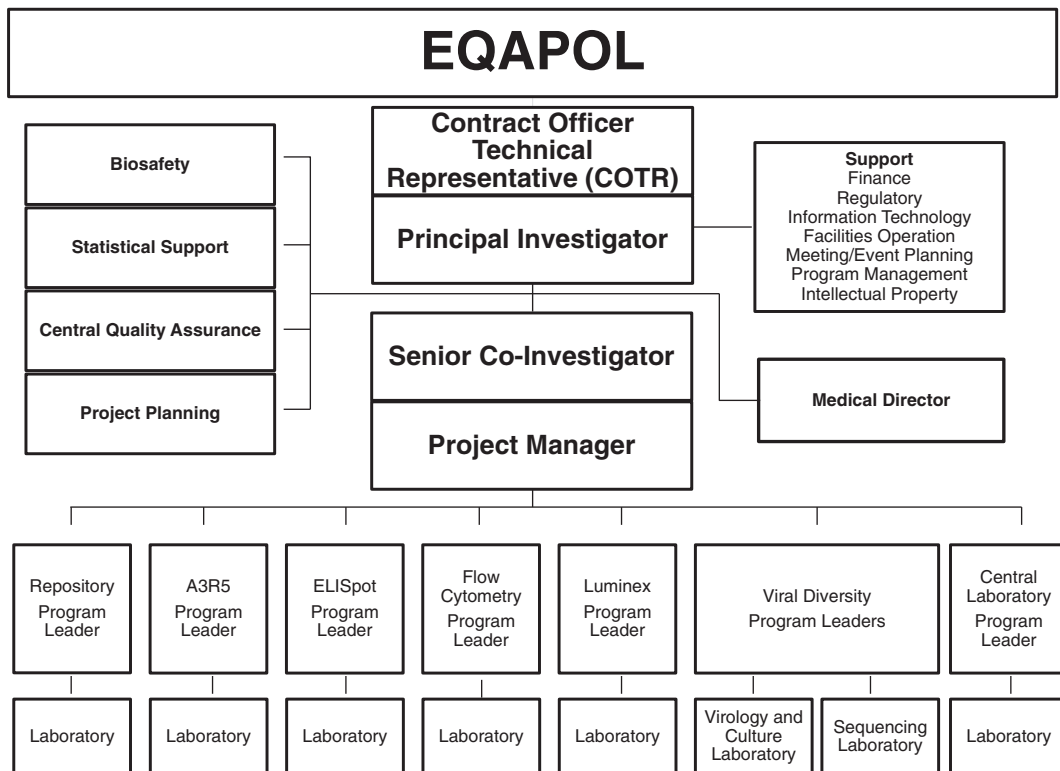 EQAPOL
Contract Officer
Technical
Representative (COTR)
Principal Investigator
Biosafety
Statistical Support
Central Quality Assurance
Project Planning
Support
Finance
Regulatory
Information Technology
Facilities Operation
Meeting/Event Planning
Program Management
Intellectual Property
Senior Co-Investigator
Project Manager
Medical Director
Repository
Program
Leader
A3R5
Program
Leader
ELISpot
Program
Leader
Flow
Cytometry
Program
Leader
Luminex
Program
Leader
Viral Diversity
Program Leaders
Central
Laboratory
Program
Leader
Laboratory
Laboratory
Laboratory
Laboratory
Laboratory
Virology and
Culture
Laboratory
Sequencing
Laboratory
Laboratory